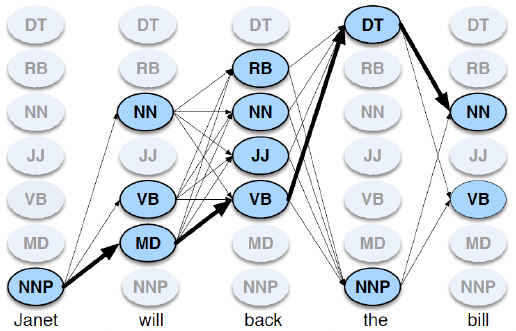 DT DT DT DT DT
RB RB RB RB RB
NN NN NN NN NN
JJ JJ JJ JJ JJ
VB VB VB VB VB
MD MD MD MD MD
NNP NNP NNP NNP NNP
Janet will back the bill